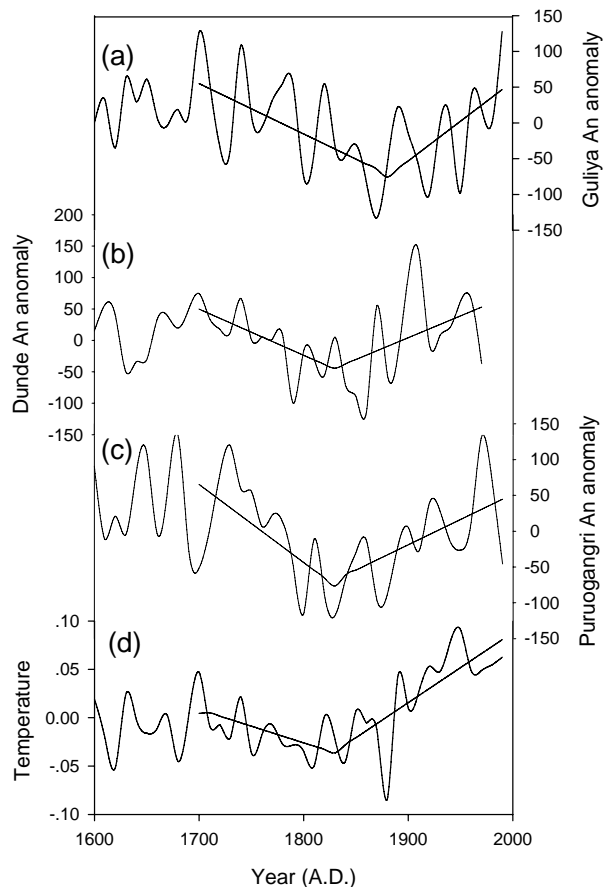 (a)
150
100
50
0
-50
-100
-150
Guliya An anomaly
(b)
200
150
100
50
0
-50
-100
-150
Dunde An anomaly
(c)
150
100
50
0
-50
-100
-150
Puruogangri An anomaly
(d)
.10
.05
0.00
-.05
-.10
Temperature
1600 1700 1800 1900 2000
Year (A.D.)